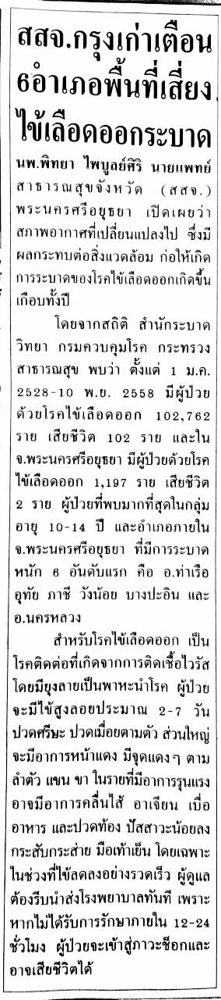 สสจ.กรุงเก่าเตือน
6อำเภอพื้นที่เสี่ยง
ไข้เลือดออกระบาด
นพ.พิทยา ไพบูลย์ศิริ นายแพทย์
สาธารณสุขจังหวัด (สสจ.)
พระนครศรีอยุธยา เปิดเผยว่า
สภาพอากาศที่เปลี่ยนแปลงไป ซึ่งมี
ผลกระทบต่อสิ่งแวดล้อม ก่อให้เกิด
การระบาดของโรคไข้เลือดออกเกิดขึ้น
เกือบทั้งปี
โดยจากสถิติ สำนักระบาด
วิทยา กรมควบคุมโรค กระทรวง
สาธารณสุข พบว่า ตั้งแต่ 1 ม.ค.
2528-10 พ.ย. 2558 มีผู้ป่วย
ด้วยโรคไข้เลือดออก 102,762
ราย เสียชีวิต 102 ราย และใน
จ.พระนครศรีอยุธยา มีผู้ป่วยด้วยโรค
ไข้เลือดออก 1,197 ราย เสียชีวิต
2 ราย ผู้ป่วยที่พบมากที่สุดในกลุ่ม
อายุ 10-14 ปี และอำเภอภายใน
จ.พระนครศรีอยุธยา ที่มีการระบาด
หนัก 6 อันดับแรก คือ อ.ท่าเรือ
อุทัย ภาชี วังน้อย บางปะอิน และ
อ.นครหลวง
สำหรับโรคไข้เลือดออก เป็น
โรคติดต่อที่เกิดจากการติดเชื้อไวรัส
โดยมียุงลายเป็นพาหะนำโรค ผู้ป่วย
จะมีไข้สูงลอยประมาณ 2-7 วัน
ปวดศรีษะ ปวดเมื่อยตามตัว ส่วนใหญ่
จะมีอาการหน้าแดง มีจุดแดงๆ ตาม
ลำตัว แขน ขา ในรายที่มีอาการรุนแรง
อาจมีอาการคลื่นไส้ อาเจียน เบื่อ
อาหาร และปวดท้อง ปัสสาวะน้อยลง
กระสับกระส่าย มือเท้าเย็น โดยเฉพาะ
ในช่วงที่ไข้ลดลงอย่างรวดเร็ว ผู้ดูแล
ต้องรีบนำส่งโรงพยาบาลทันที เพราะ
หากไม่ได้รับการรักษาภายใน 12-24
ชั่วโมง ผู้ป่วยจะเข้าสู่ภาวะช็อกและ
อาจเสียชีวิตได้